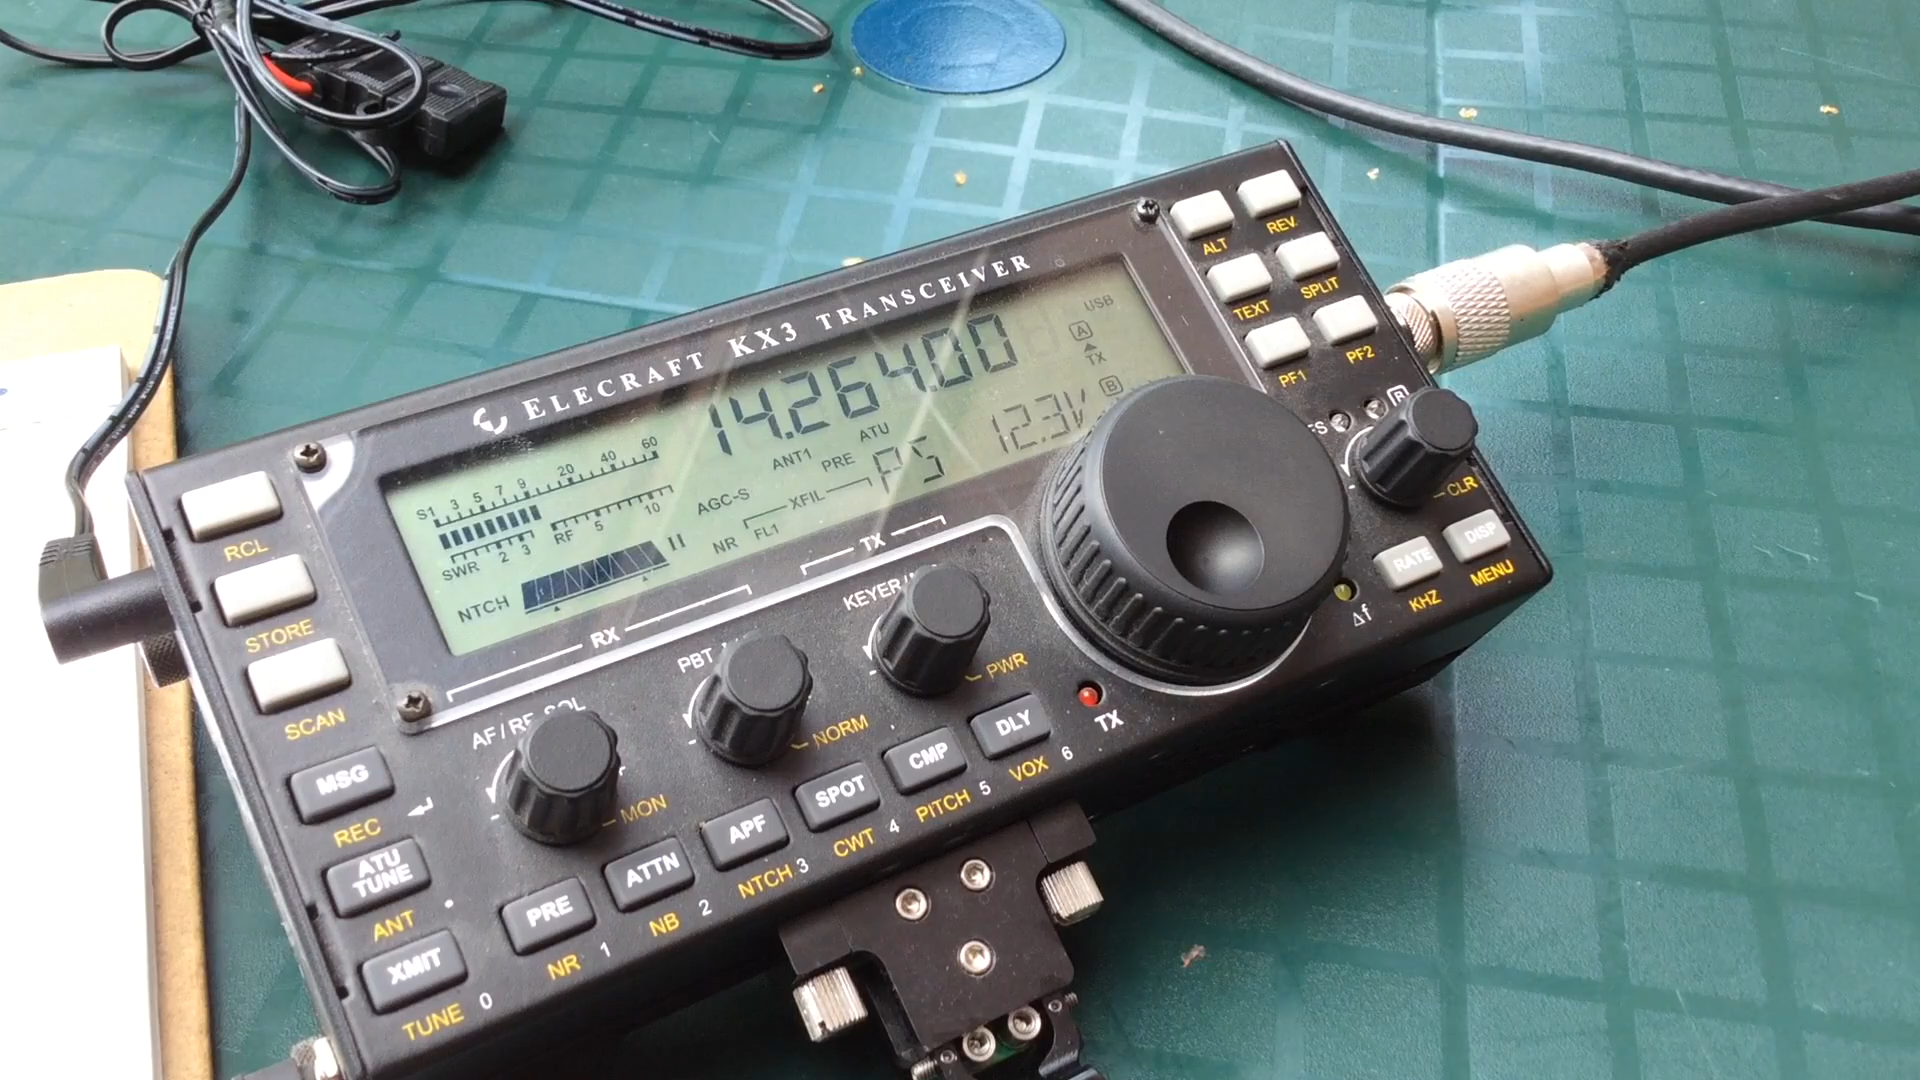 ELECRAFT KX3 TRANSCEIVER
ALT REV
TEXT SPLIT
PF1 PF2
USB
A
TX
B
14.264.00
12.3V
ATU
ANT1 PRE PS
AGC-S XFIL
NR FL1
S1 3 5 7 9 20 40 60
SWR 2 3 RF 5 10
NTCH
RCL
STORE
SCAN
MSG
REC
ATU TUNE
ANT
XMIT
TUNE 0
RX
TX
AF /
MON
PBT
NORM
KEYER
PWR
PRE
NR 1
ATTN
NB 2
APF
NTCH 3
SPOT
CWT 4
CMP
PITCH 5
DLY
VOX 6
TX
B
CLR
RATE
KHZ
DISP
MENU
Δf